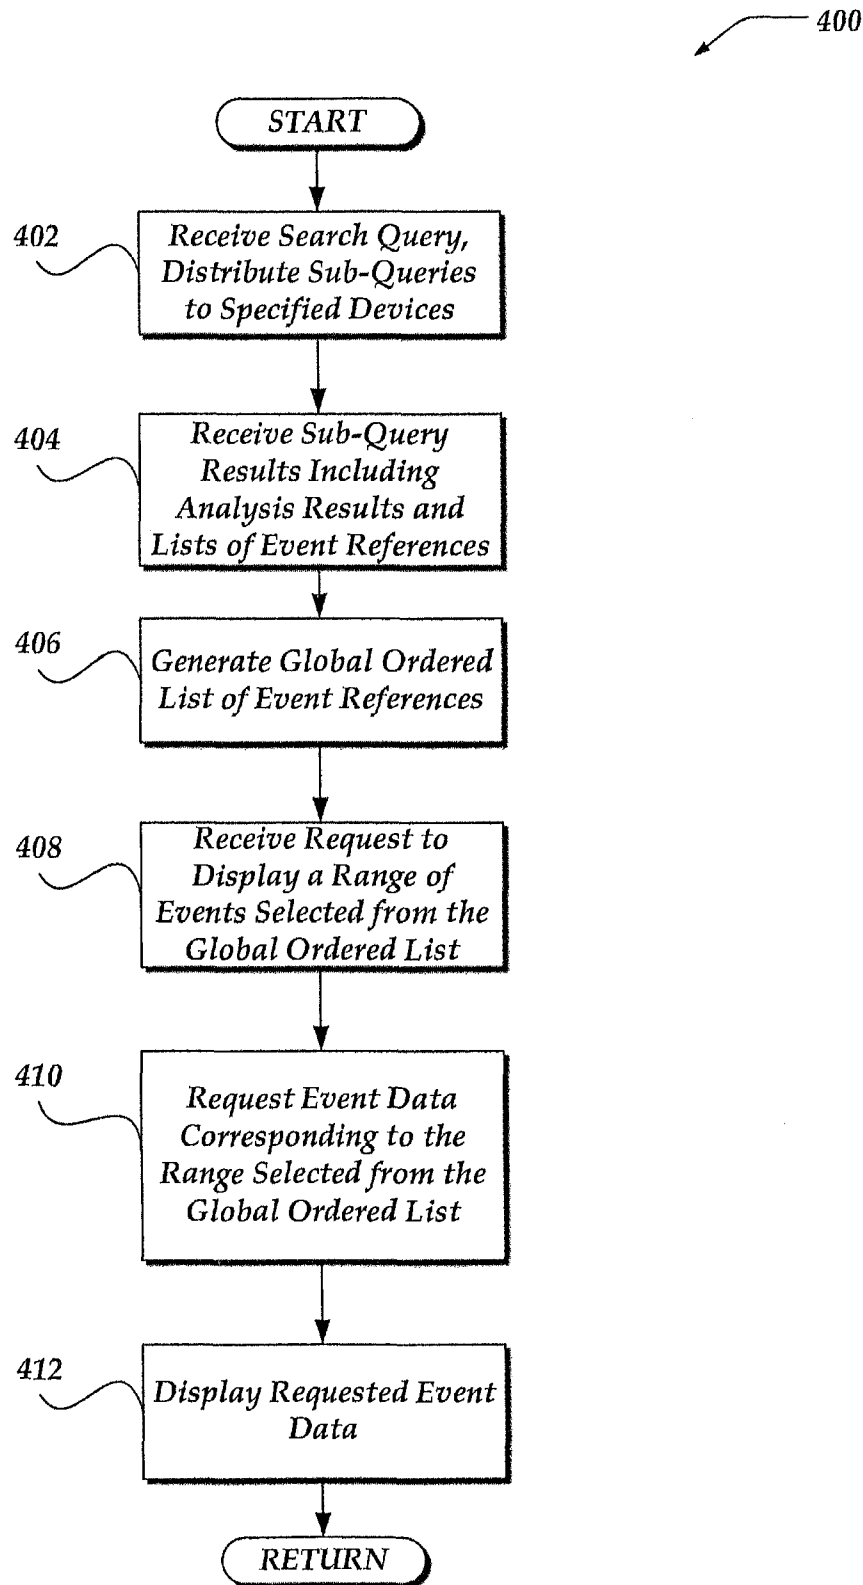 400
START
402
Receive Search Query,
Distribute Sub-Queries
to Specified Devices
404
Receive Sub-Query
Results Including
Analysis Results and
Lists of Event References
406
Generate Global Ordered
List of Event References
408
Receive Request to
Display a Range of
Events Selected from the
Global Ordered List
410
Request Event Data
Corresponding to the
Range Selected from the
Global Ordered List
412
Display Requested Event
Data
RETURN